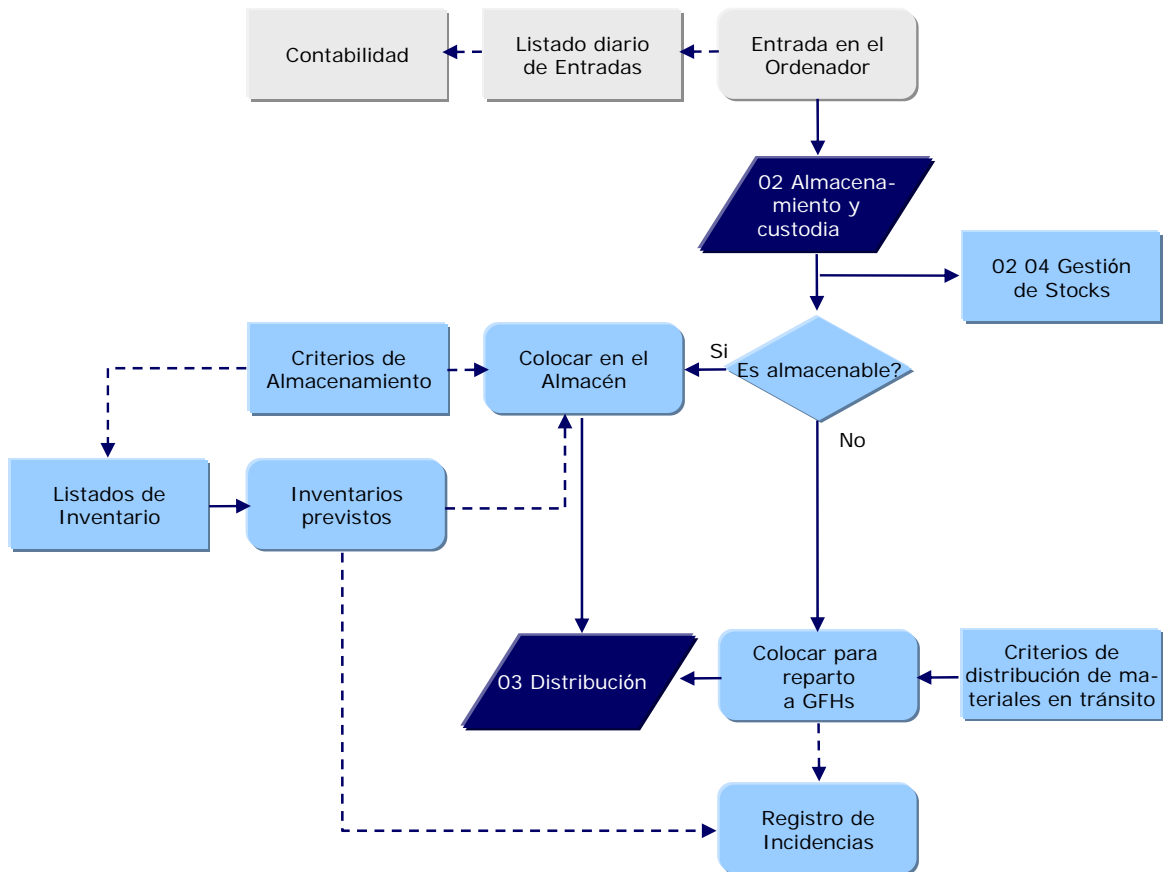 Contabilidad
Listado diario
de Entradas
Entrada en el
Ordenador
02 Almacena-
miento y
custodia
02 04 Gestión
de Stocks
Criterios de
Almacenamiento
Colocar en el
Almacén
Si
Es almacenable?
No
Listados de
Inventario
Inventarios
previstos
03 Distribución
Colocar para
reparto
a GFHs
Criterios de
distribución de ma-
teriales en tránsito
Registro de
Incidencias